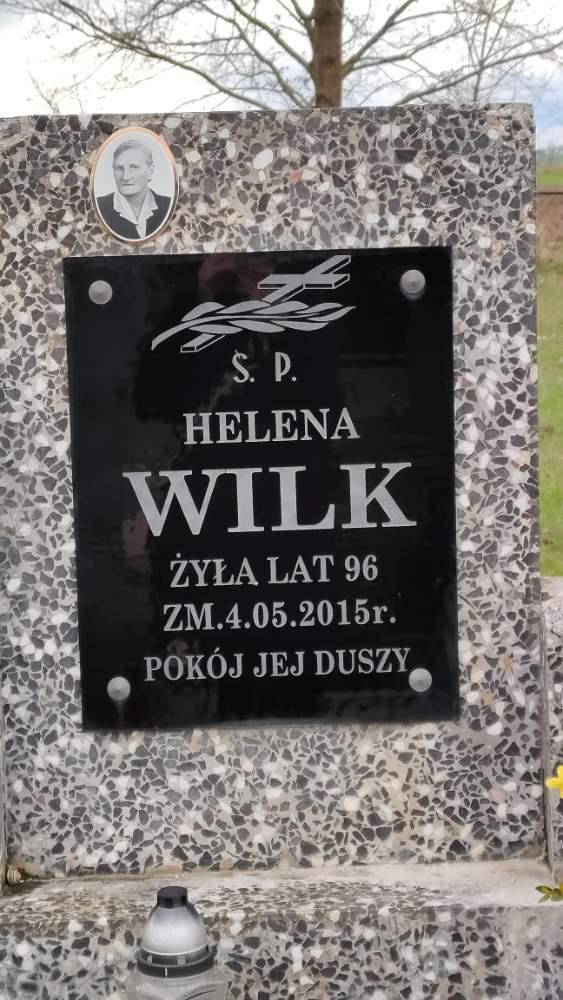 Ś. P.
HELENA
WILK
ŻYŁA LAT 96
ZM.4.05.2015r.
POKÓJ JEJ DUSZY